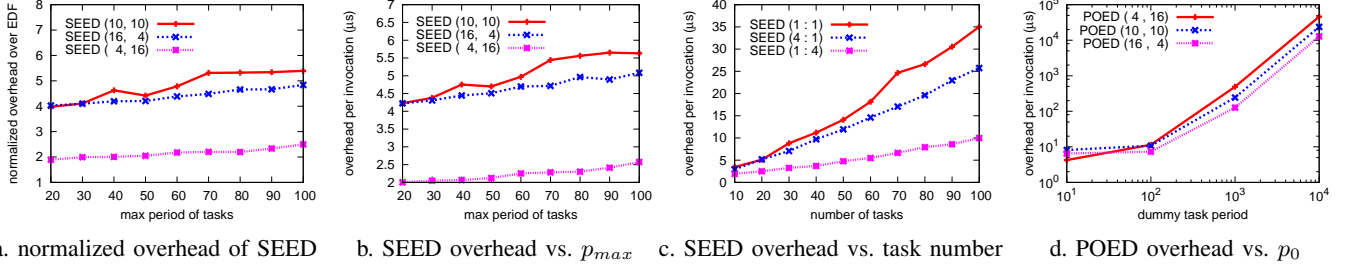 normalized overhead over EDF
8
7
6
5
4
3
2
1
SEED (10, 10)
SEED (16, 4)
SEED ( 4, 16)
20 30 40 50 60 70 80 90 100
max period of tasks
a. normalized overhead of SEED
overhead per invocation (µs)
7
6.5
6
5.5
5
4.5
4
3.5
3
2.5
2
SEED (10, 10)
SEED (16, 4)
SEED ( 4, 16)
20 30 40 50 60 70 80 90 100
max period of tasks
b. SEED overhead vs. p_max
overhead per invocation (µs)
40
35
30
25
20
15
10
5
0
SEED (1 : 1)
SEED (4 : 1)
SEED (1 : 4)
10 20 30 40 50 60 70 80 90 100
number of tasks
c. SEED overhead vs. task number
overhead per invocation (µs)
10^5
10^4
10^3
10^2
10^1
10^0
POED ( 4 , 16)
POED (10 , 10)
POED (16 , 4)
10^1 10^2 10^3 10^4
dummy task period
d. POED overhead vs. p_0